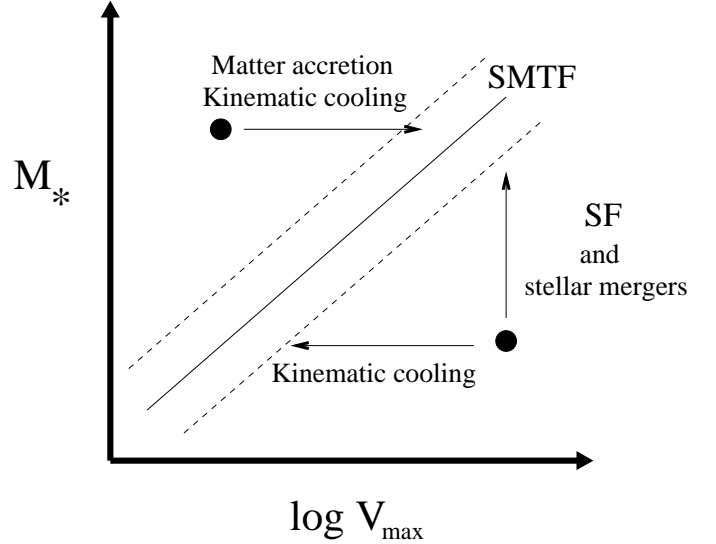 Matter accretion
Kinematic cooling
SMTF
M*
SF
and
stellar mergers
Kinematic cooling
log Vmax